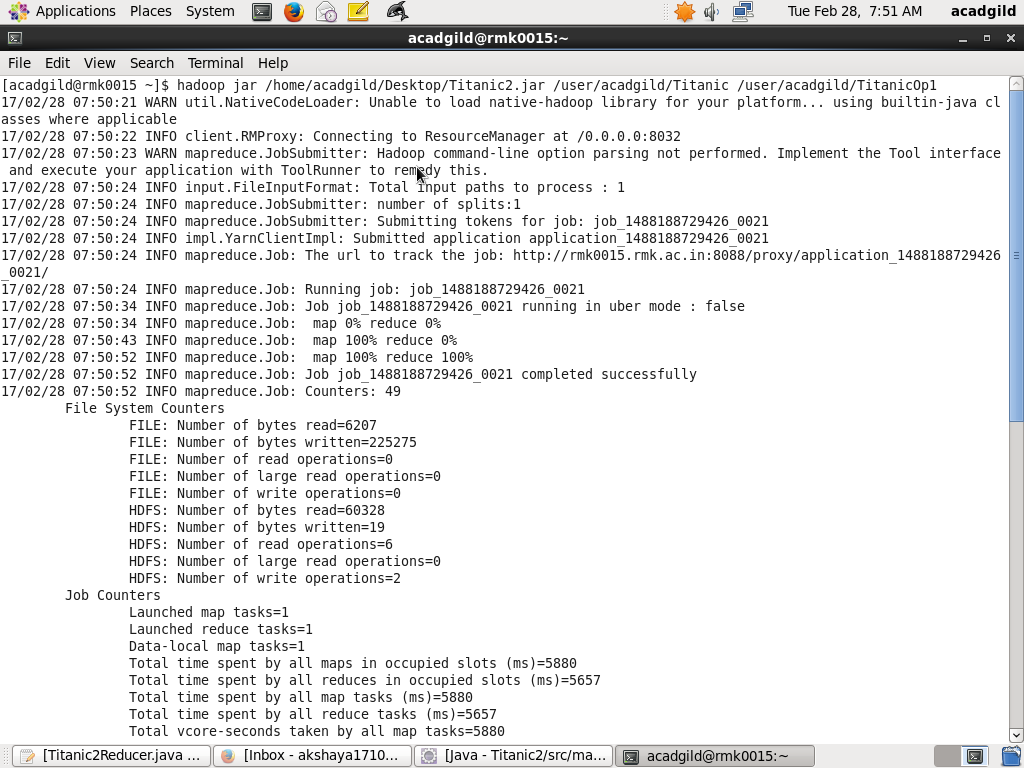 Applications Places System Tue Feb 28, 7:51 AM acadgild
acadgild@rmk0015:~
File Edit View Search Terminal Help
[acadgild@rmk0015 ~]$ hadoop jar /home/acadgild/Desktop/Titanic2.jar /user/acadgild/Titanic /user/acadgild/TitanicOp1
17/02/28 07:50:21 WARN util.NativeCodeLoader: Unable to load native-hadoop library for your platform... using builtin-java cl
asses where applicable
17/02/28 07:50:22 INFO client.RMProxy: Connecting to ResourceManager at /0.0.0.0:8032
17/02/28 07:50:23 WARN mapreduce.JobSubmitter: Hadoop command-line option parsing not performed. Implement the Tool interface
 and execute your application with ToolRunner to remedy this.
17/02/28 07:50:24 INFO input.FileInputFormat: Total input paths to process : 1
17/02/28 07:50:24 INFO mapreduce.JobSubmitter: number of splits:1
17/02/28 07:50:24 INFO mapreduce.JobSubmitter: Submitting tokens for job: job_1488188729426_0021
17/02/28 07:50:24 INFO impl.YarnClientImpl: Submitted application application_1488188729426_0021
17/02/28 07:50:24 INFO mapreduce.Job: The url to track the job: http://rmk0015.rmk.ac.in:8088/proxy/application_1488188729426
_0021/
17/02/28 07:50:24 INFO mapreduce.Job: Running job: job_1488188729426_0021
17/02/28 07:50:34 INFO mapreduce.Job: Job job_1488188729426_0021 running in uber mode : false
17/02/28 07:50:34 INFO mapreduce.Job:  map 0% reduce 0%
17/02/28 07:50:43 INFO mapreduce.Job:  map 100% reduce 0%
17/02/28 07:50:52 INFO mapreduce.Job:  map 100% reduce 100%
17/02/28 07:50:52 INFO mapreduce.Job: Job job_1488188729426_0021 completed successfully
17/02/28 07:50:52 INFO mapreduce.Job: Counters: 49
File System Counters
FILE: Number of bytes read=6207
FILE: Number of bytes written=225275
FILE: Number of read operations=0
FILE: Number of large read operations=0
FILE: Number of write operations=0
HDFS: Number of bytes read=60328
HDFS: Number of bytes written=19
HDFS: Number of read operations=6
HDFS: Number of large read operations=0
HDFS: Number of write operations=2
Job Counters
Launched map tasks=1
Launched reduce tasks=1
Data-local map tasks=1
Total time spent by all maps in occupied slots (ms)=5880
Total time spent by all reduces in occupied slots (ms)=5657
Total time spent by all map tasks (ms)=5880
Total time spent by all reduce tasks (ms)=5657
Total vcore-seconds taken by all map tasks=5880
[Titanic2Reducer.java ... [Inbox - akshaya1710... [Java - Titanic2/src/ma... acadgild@rmk0015:~